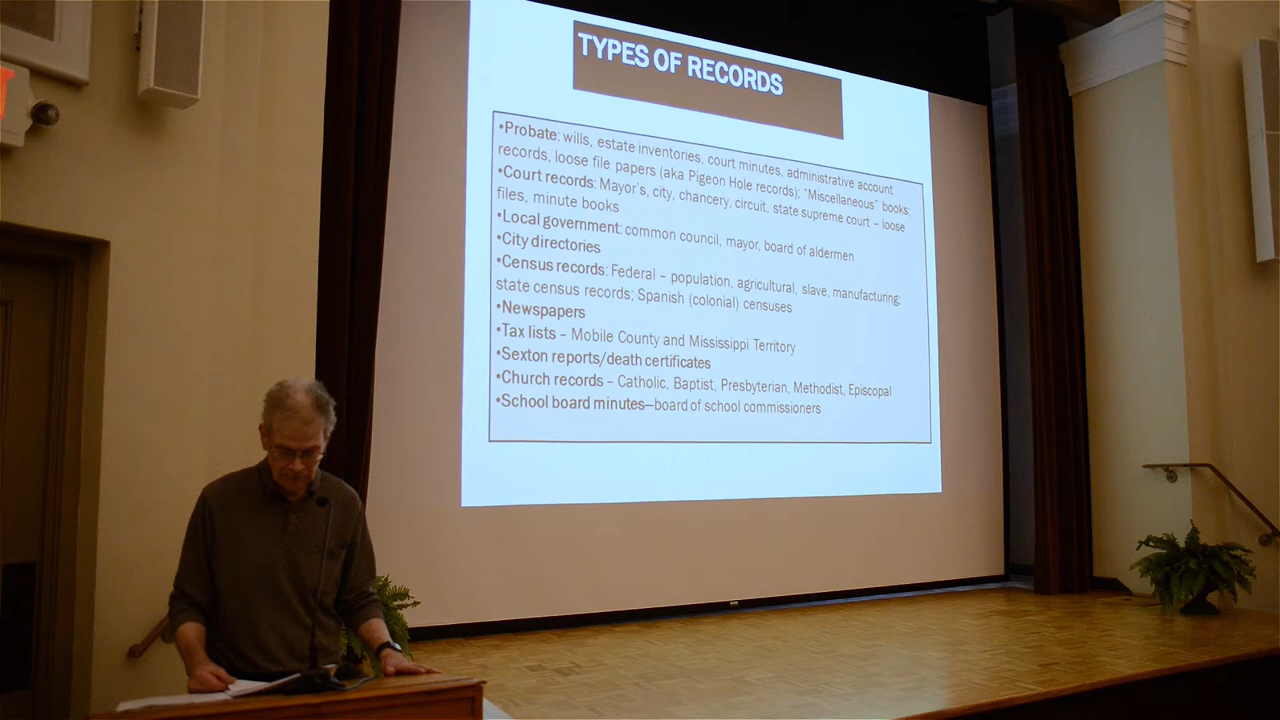 TYPES OF RECORDS
•Probate: wills, estate inventories, court minutes, administrative account
records, loose file papers (aka Pigeon Hole records); "Miscellaneous" books;
•Court records: Mayor's, city, chancery, circuit, state supreme court – loose
files, minute books
•Local government: common council, mayor, board of aldermen
•City directories
•Census records: Federal – population, agricultural, slave, manufacturing;
state census records; Spanish (colonial) censuses
•Newspapers
•Tax lists – Mobile County and Mississippi Territory
•Sexton reports/death certificates
•Church records – Catholic, Baptist, Presbyterian, Methodist, Episcopal
•School board minutes—board of school commissioners